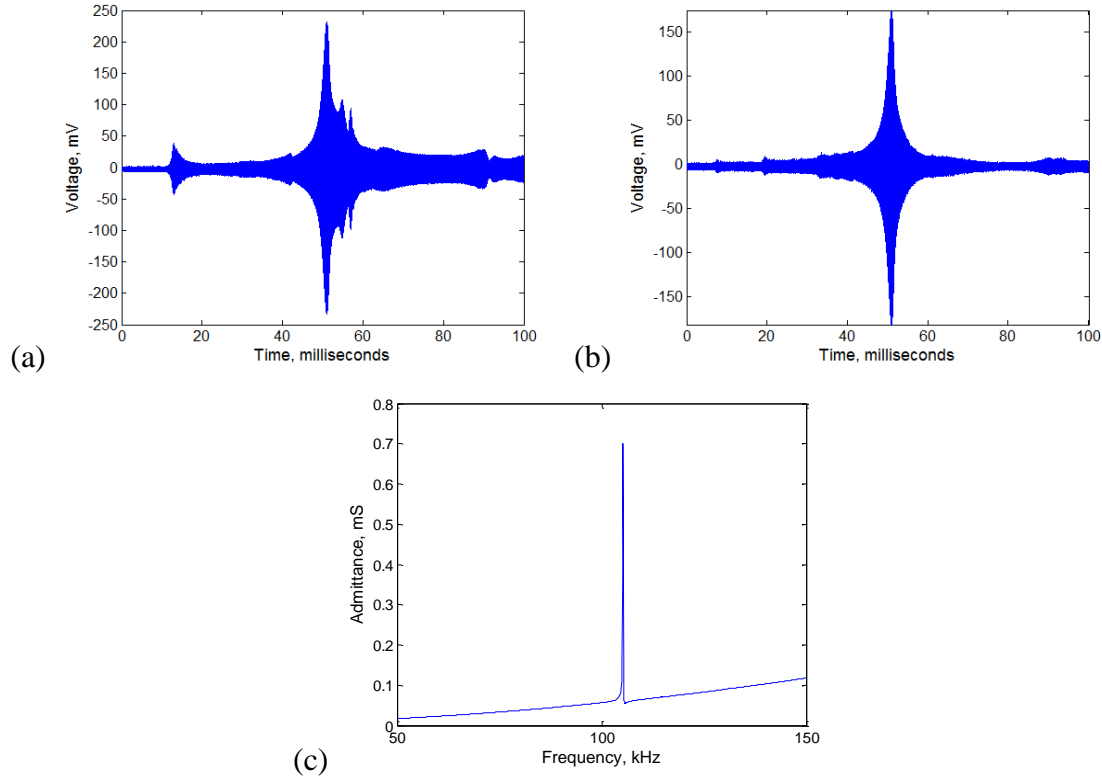 250
200
150
100
50
0
-50
-100
-150
-200
-250
0 20 40 60 80 100
Voltage, mV
Time, milliseconds
(a)
150
100
50
0
-50
-100
-150
0 20 40 60 80 100
Voltage, mV
Time, milliseconds
(b)
0.8
0.7
0.6
0.5
0.4
0.3
0.2
0.1
0
50 100 150
Admittance, mS
Frequency, kHz
(c)